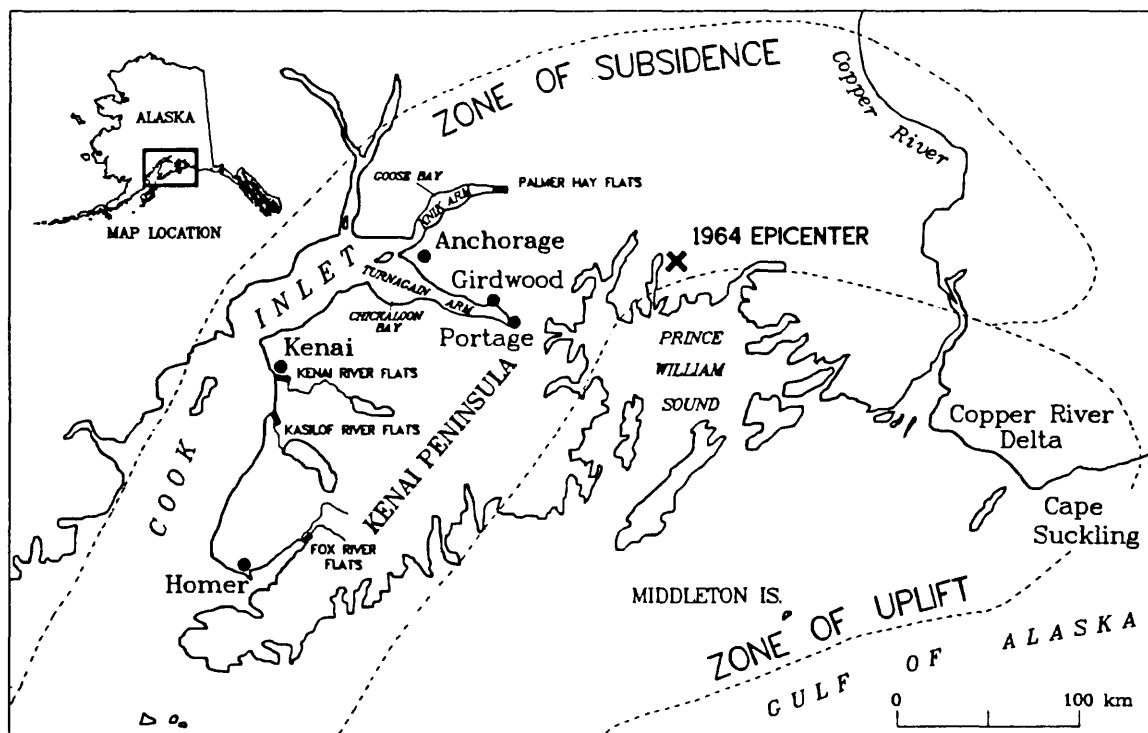 ALASKA
MAP LOCATION
ZONE OF SUBSIDENCE
Copper River
GOOSE BAY
KNIK ARM
PALMER HAY FLATS
Anchorage
1964 EPICENTER
Girdwood
TURNAGAIN ARM
CHICKALOON
BAY
Portage
COOK INLET
Kenai
KENAI RIVER FLATS
KASILOF RIVER FLATS
KENAI PENINSULA
PRINCE
WILLIAM
SOUND
Copper River
Delta
Cape
Suckling
FOX RIVER
FLATS
Homer
MIDDLETON IS.
ZONE OF UPLIFT
GULF OF ALASKA
0 100 km